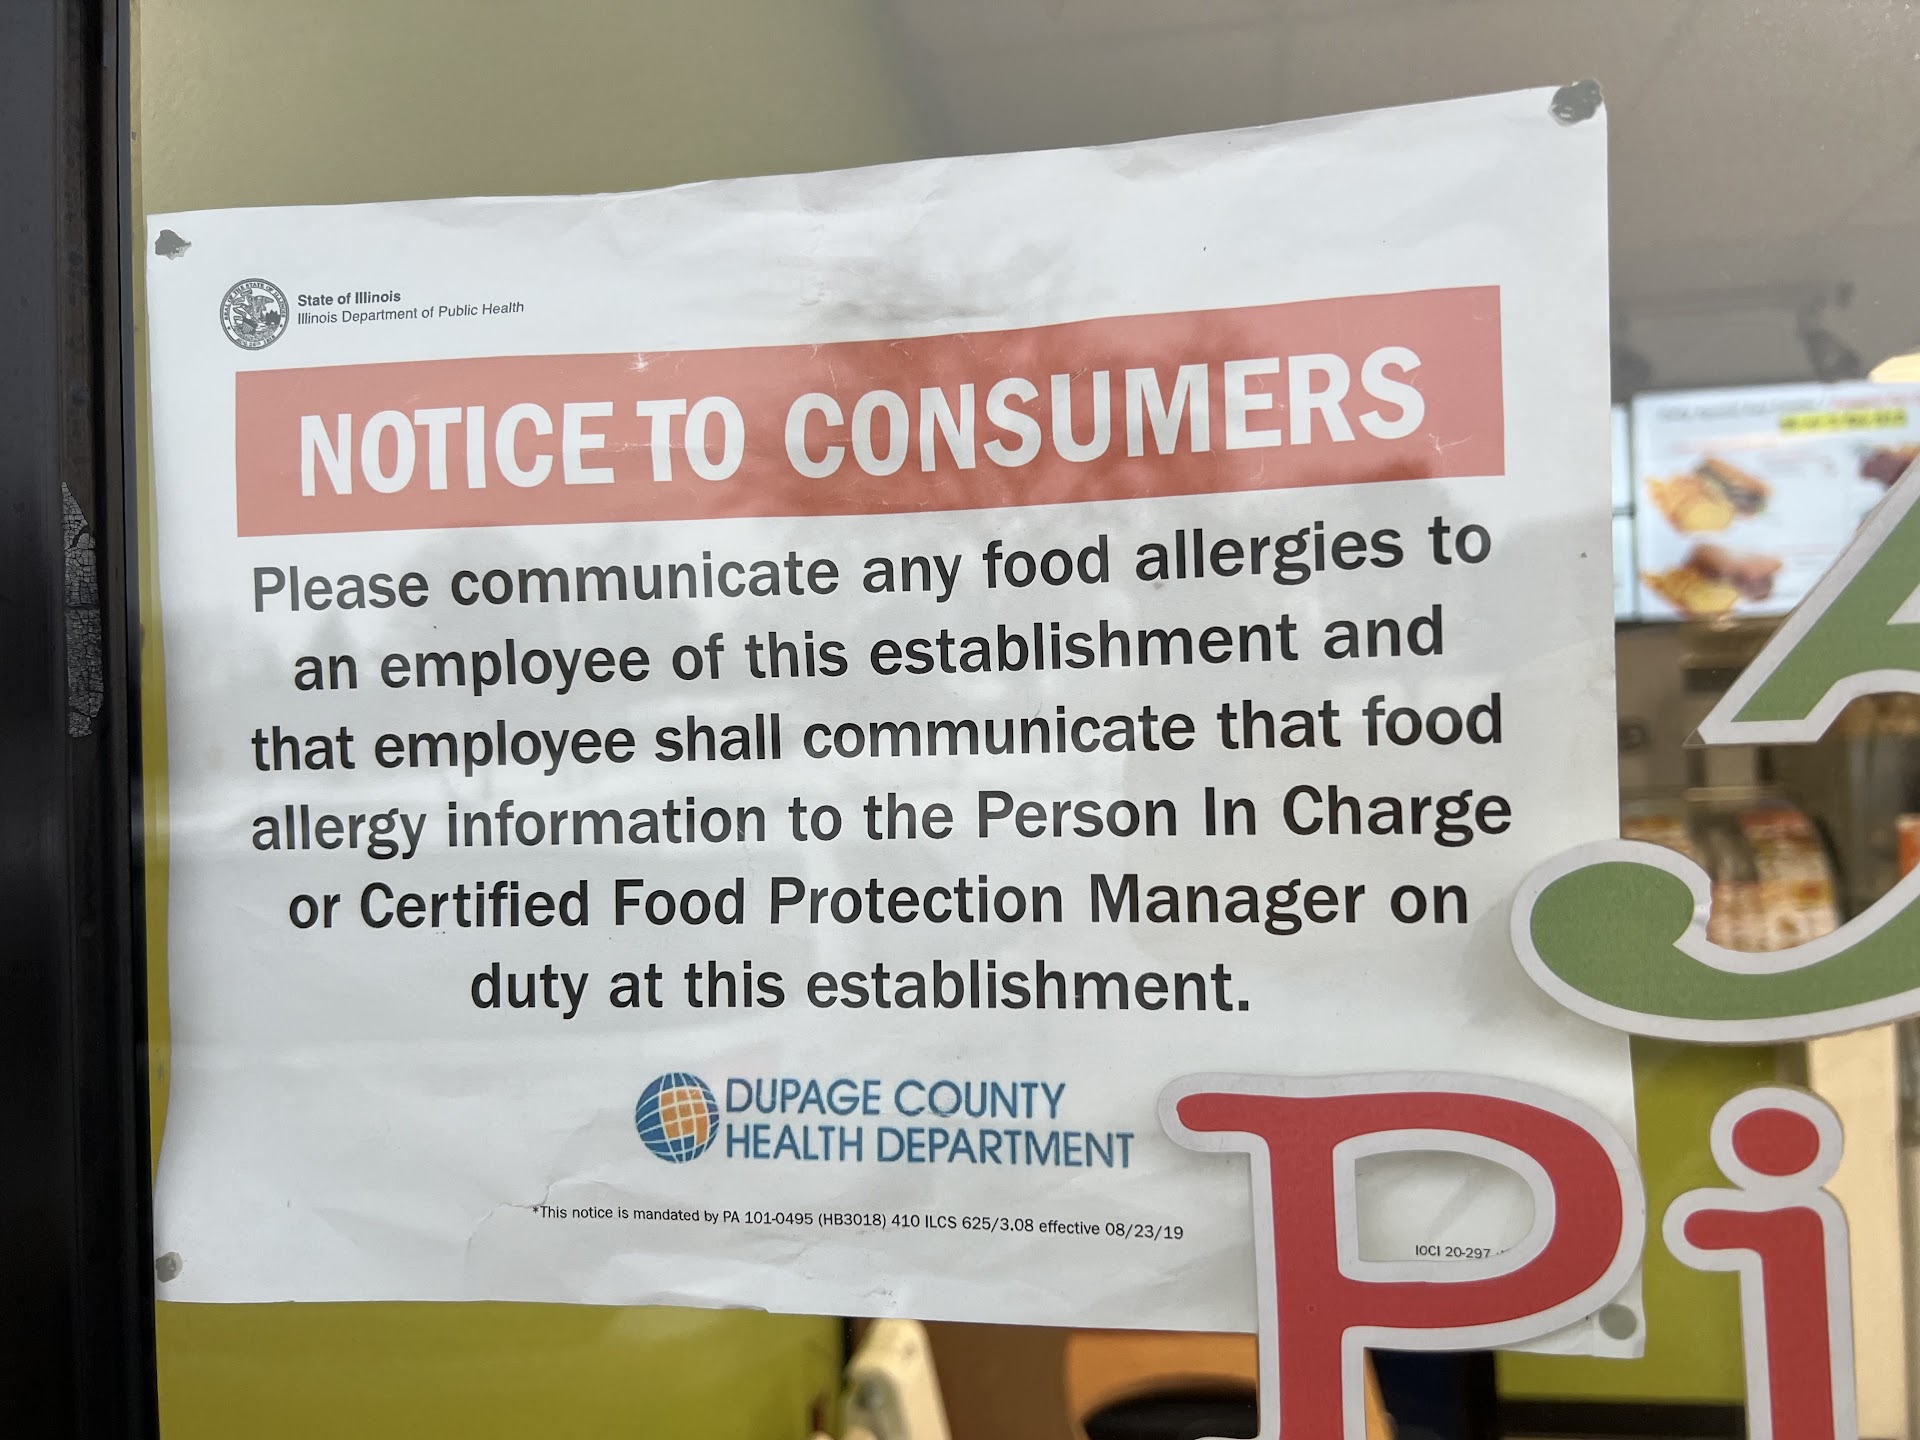 State of Illinois
Illinois Department of Public Health
NOTICE TO CONSUMERS
Please communicate any food allergies to
an employee of this establishment and
that employee shall communicate that food
allergy information to the Person In Charge
or Certified Food Protection Manager on
duty at this establishment.
DUPAGE COUNTY
HEALTH DEPARTMENT
*This notice is mandated by PA 101-0495 (HB3018) 410 ILCS 625/3.08 effective 08/23/19
IOCI 20-297
Pi